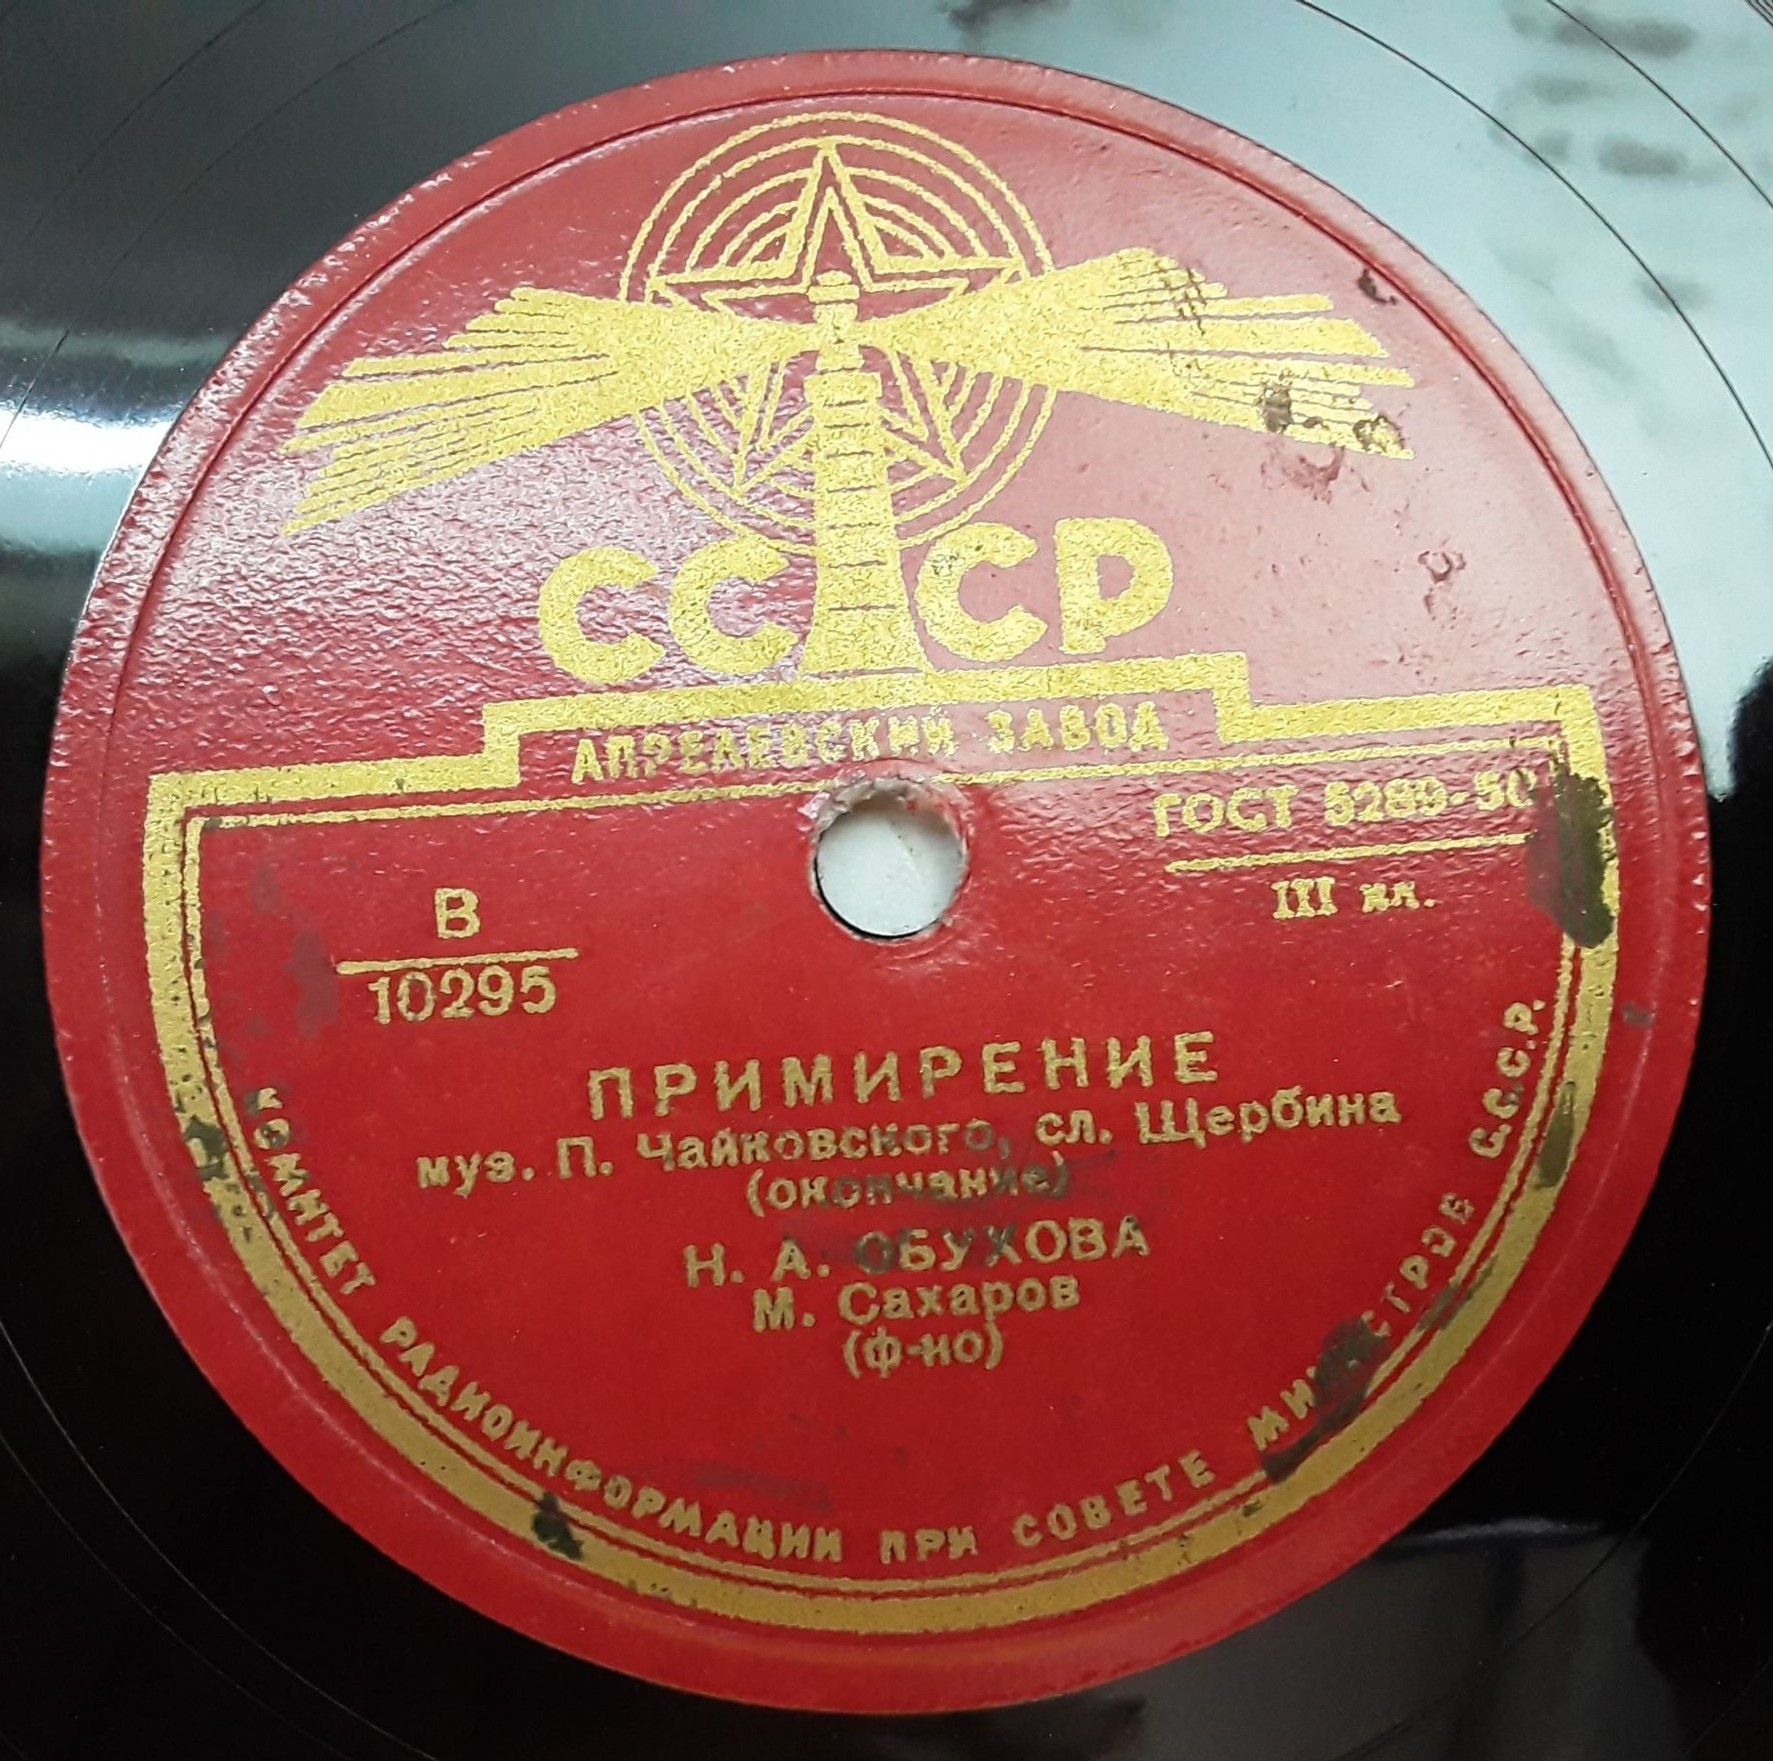 СССР
АПРЕЛЕВСКИЙ ЗАВОД
ГОСТ 5289-50
III кл.
В
10295
ПРИМИРЕНИЕ
муз. П. Чайковского, сл. Щербина
(окончание)
Н. А. ОБУХОВА
М. Сахаров
(ф-но)
КОМИТЕТ РАДИОИНФОРМАЦИИ ПРИ СОВЕТЕ МИНИСТРОВ С.С.С.Р.